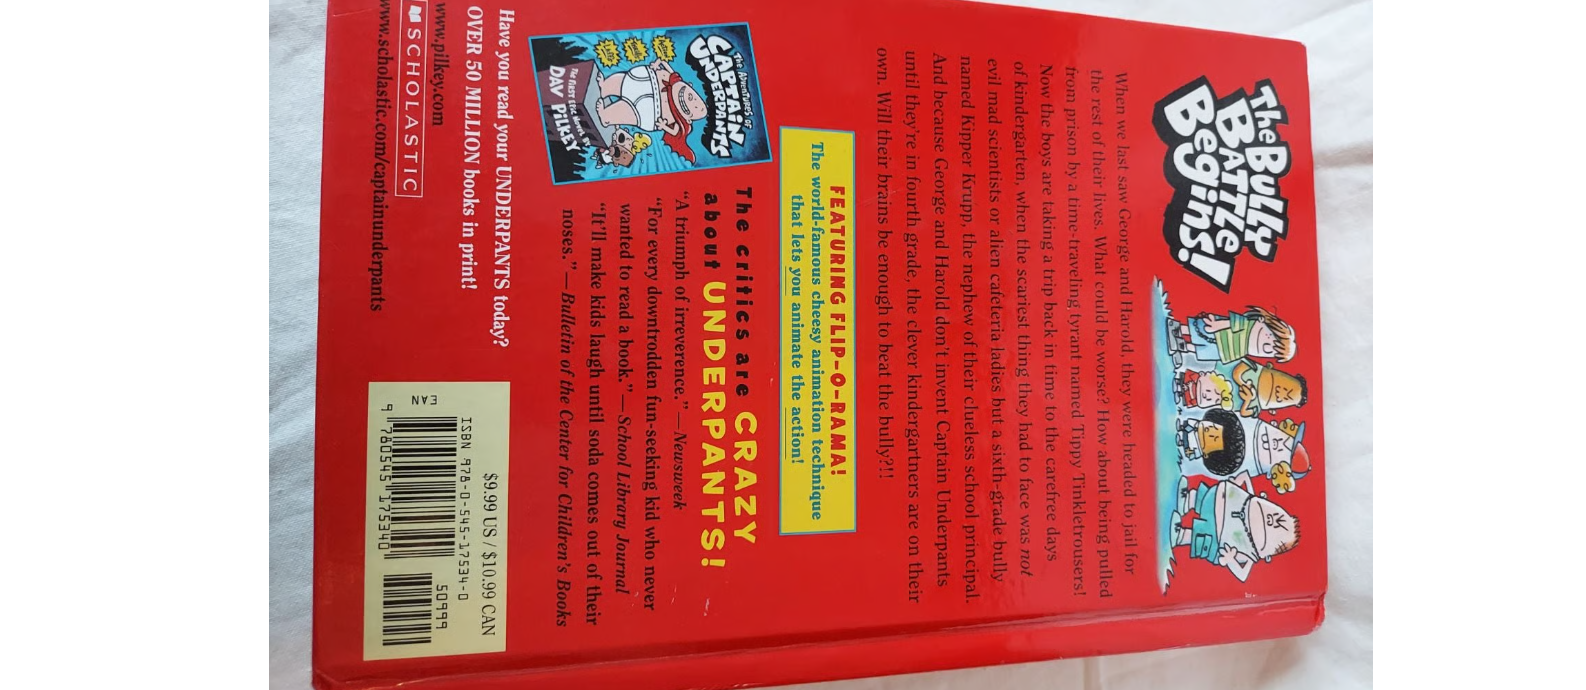 The Bully
Battle
Begins!
When we last saw George and Harold, they were headed to jail for
the rest of their lives. What could be worse? How about being pulled
from prison by a time-traveling tyrant named Tippy Tinkletrousers!
Now the boys are taking a trip back in time to the carefree days
of kindergarten, when the scariest thing they had to face was not
evil mad scientists or alien cafeteria ladies but a sixth-grade bully
named Kipper Krupp, the nephew of their clueless school principal.
And because George and Harold don't invent Captain Underpants
until they're in fourth grade, the clever kindergartners are on their
own. Will their brains be enough to beat the bully?!!
FEATURING FLIP-O-RAMA!
The world-famous cheesy animation technique
that lets you animate the action!
The Adventures of
CAPTAIN
UNDERPANTS
The First Epic Novel by
DAV PILKEY
The critics are CRAZY
about UNDERPANTS!
"A triumph of irreverence." — Newsweek
"For every downtrodden fun-seeking kid who never
wanted to read a book." — School Library Journal
"It'll make kids laugh until soda comes out of their
noses." — Bulletin of the Center for Children's Books
Have you read your UNDERPANTS today?
OVER 50 MILLION books in print!
www.pilkey.com
SCHOLASTIC
www.scholastic.com/captainunderpants
$9.99 US / $10.99 CAN
ISBN 978-0-545-17534-0
50999
9 780545 175340
EAN